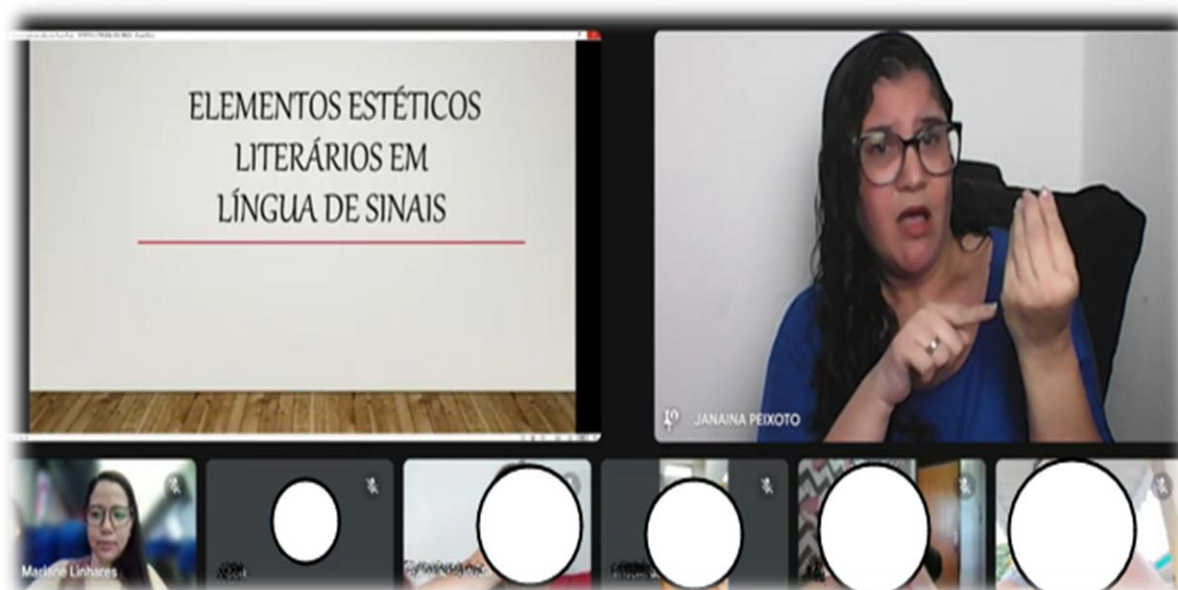 ELEMENTOS ESTÉTICOS
LITERÁRIOS EM
LÍNGUA DE SINAIS
JANAINA PEIXOTO
Mariane Linhares